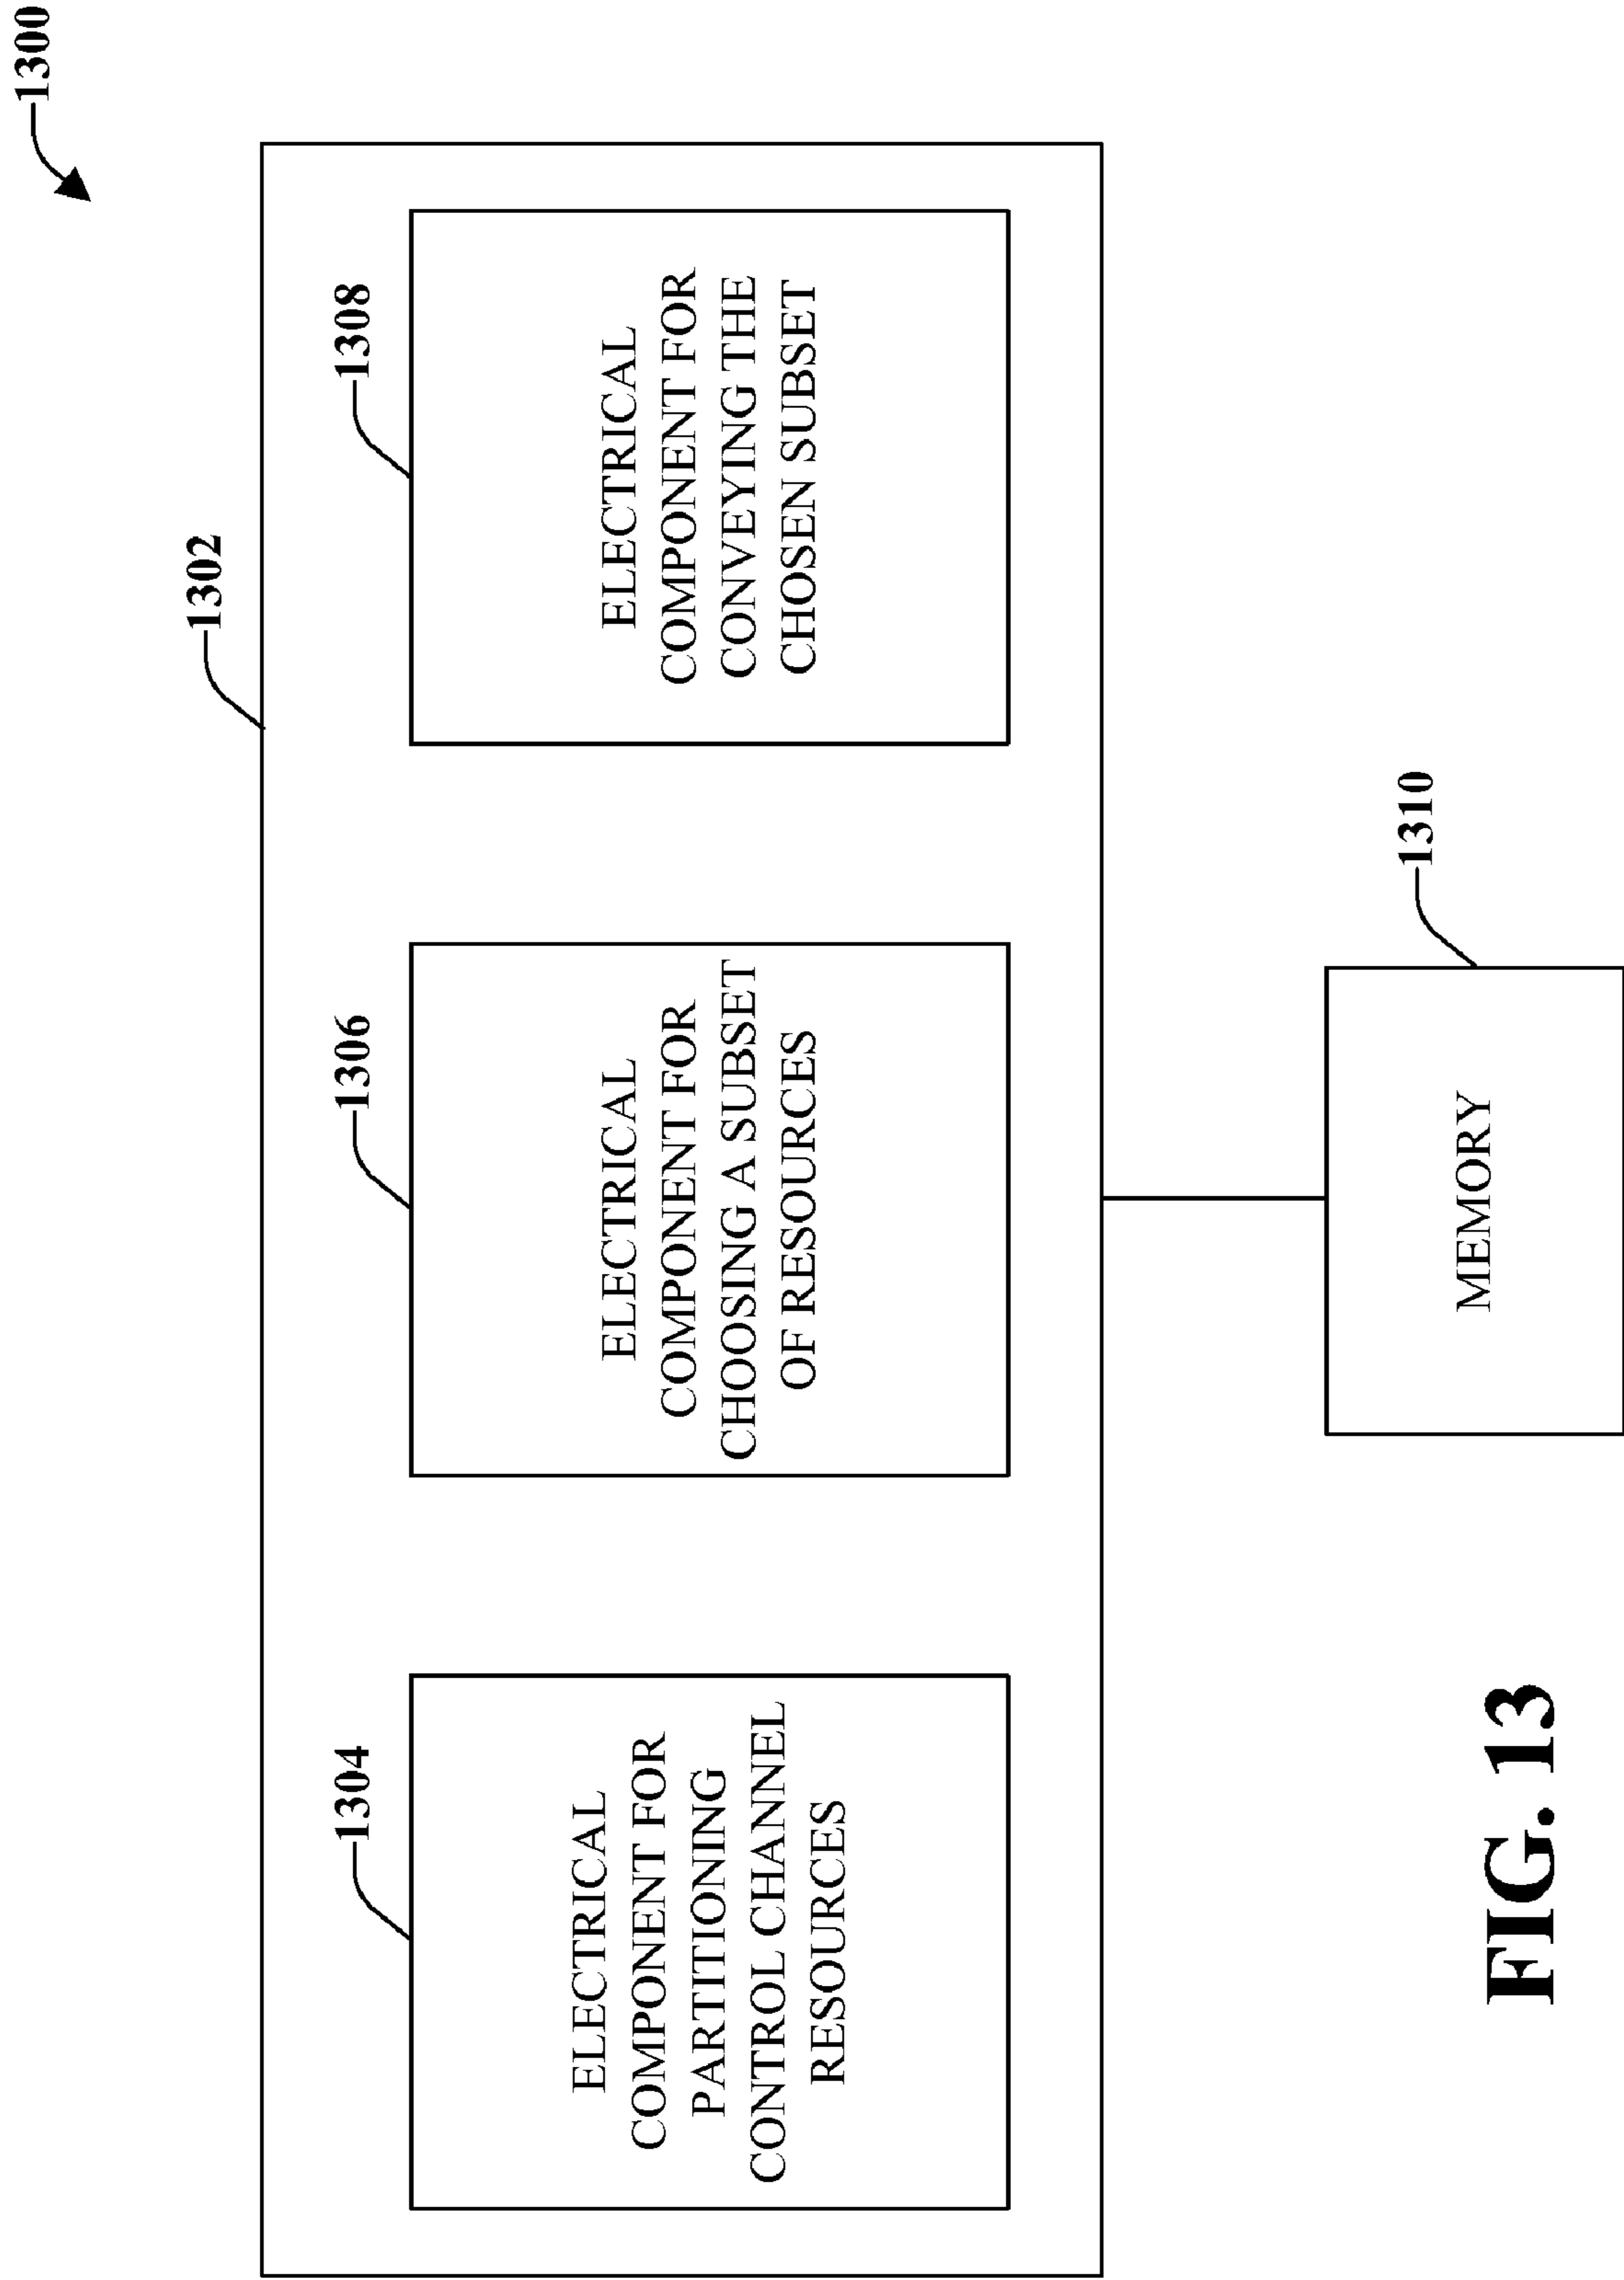 1300
1302
1304
ELECTRICAL
COMPONENT FOR
PARTITIONING
CONTROL CHANNEL
RESOURCES
1306
ELECTRICAL
COMPONENT FOR
CHOOSING A SUBSET
OF RESOURCES
1308
ELECTRICAL
COMPONENT FOR
CONVEYING THE
CHOSEN SUBSET
1310
MEMORY
FIG. 13